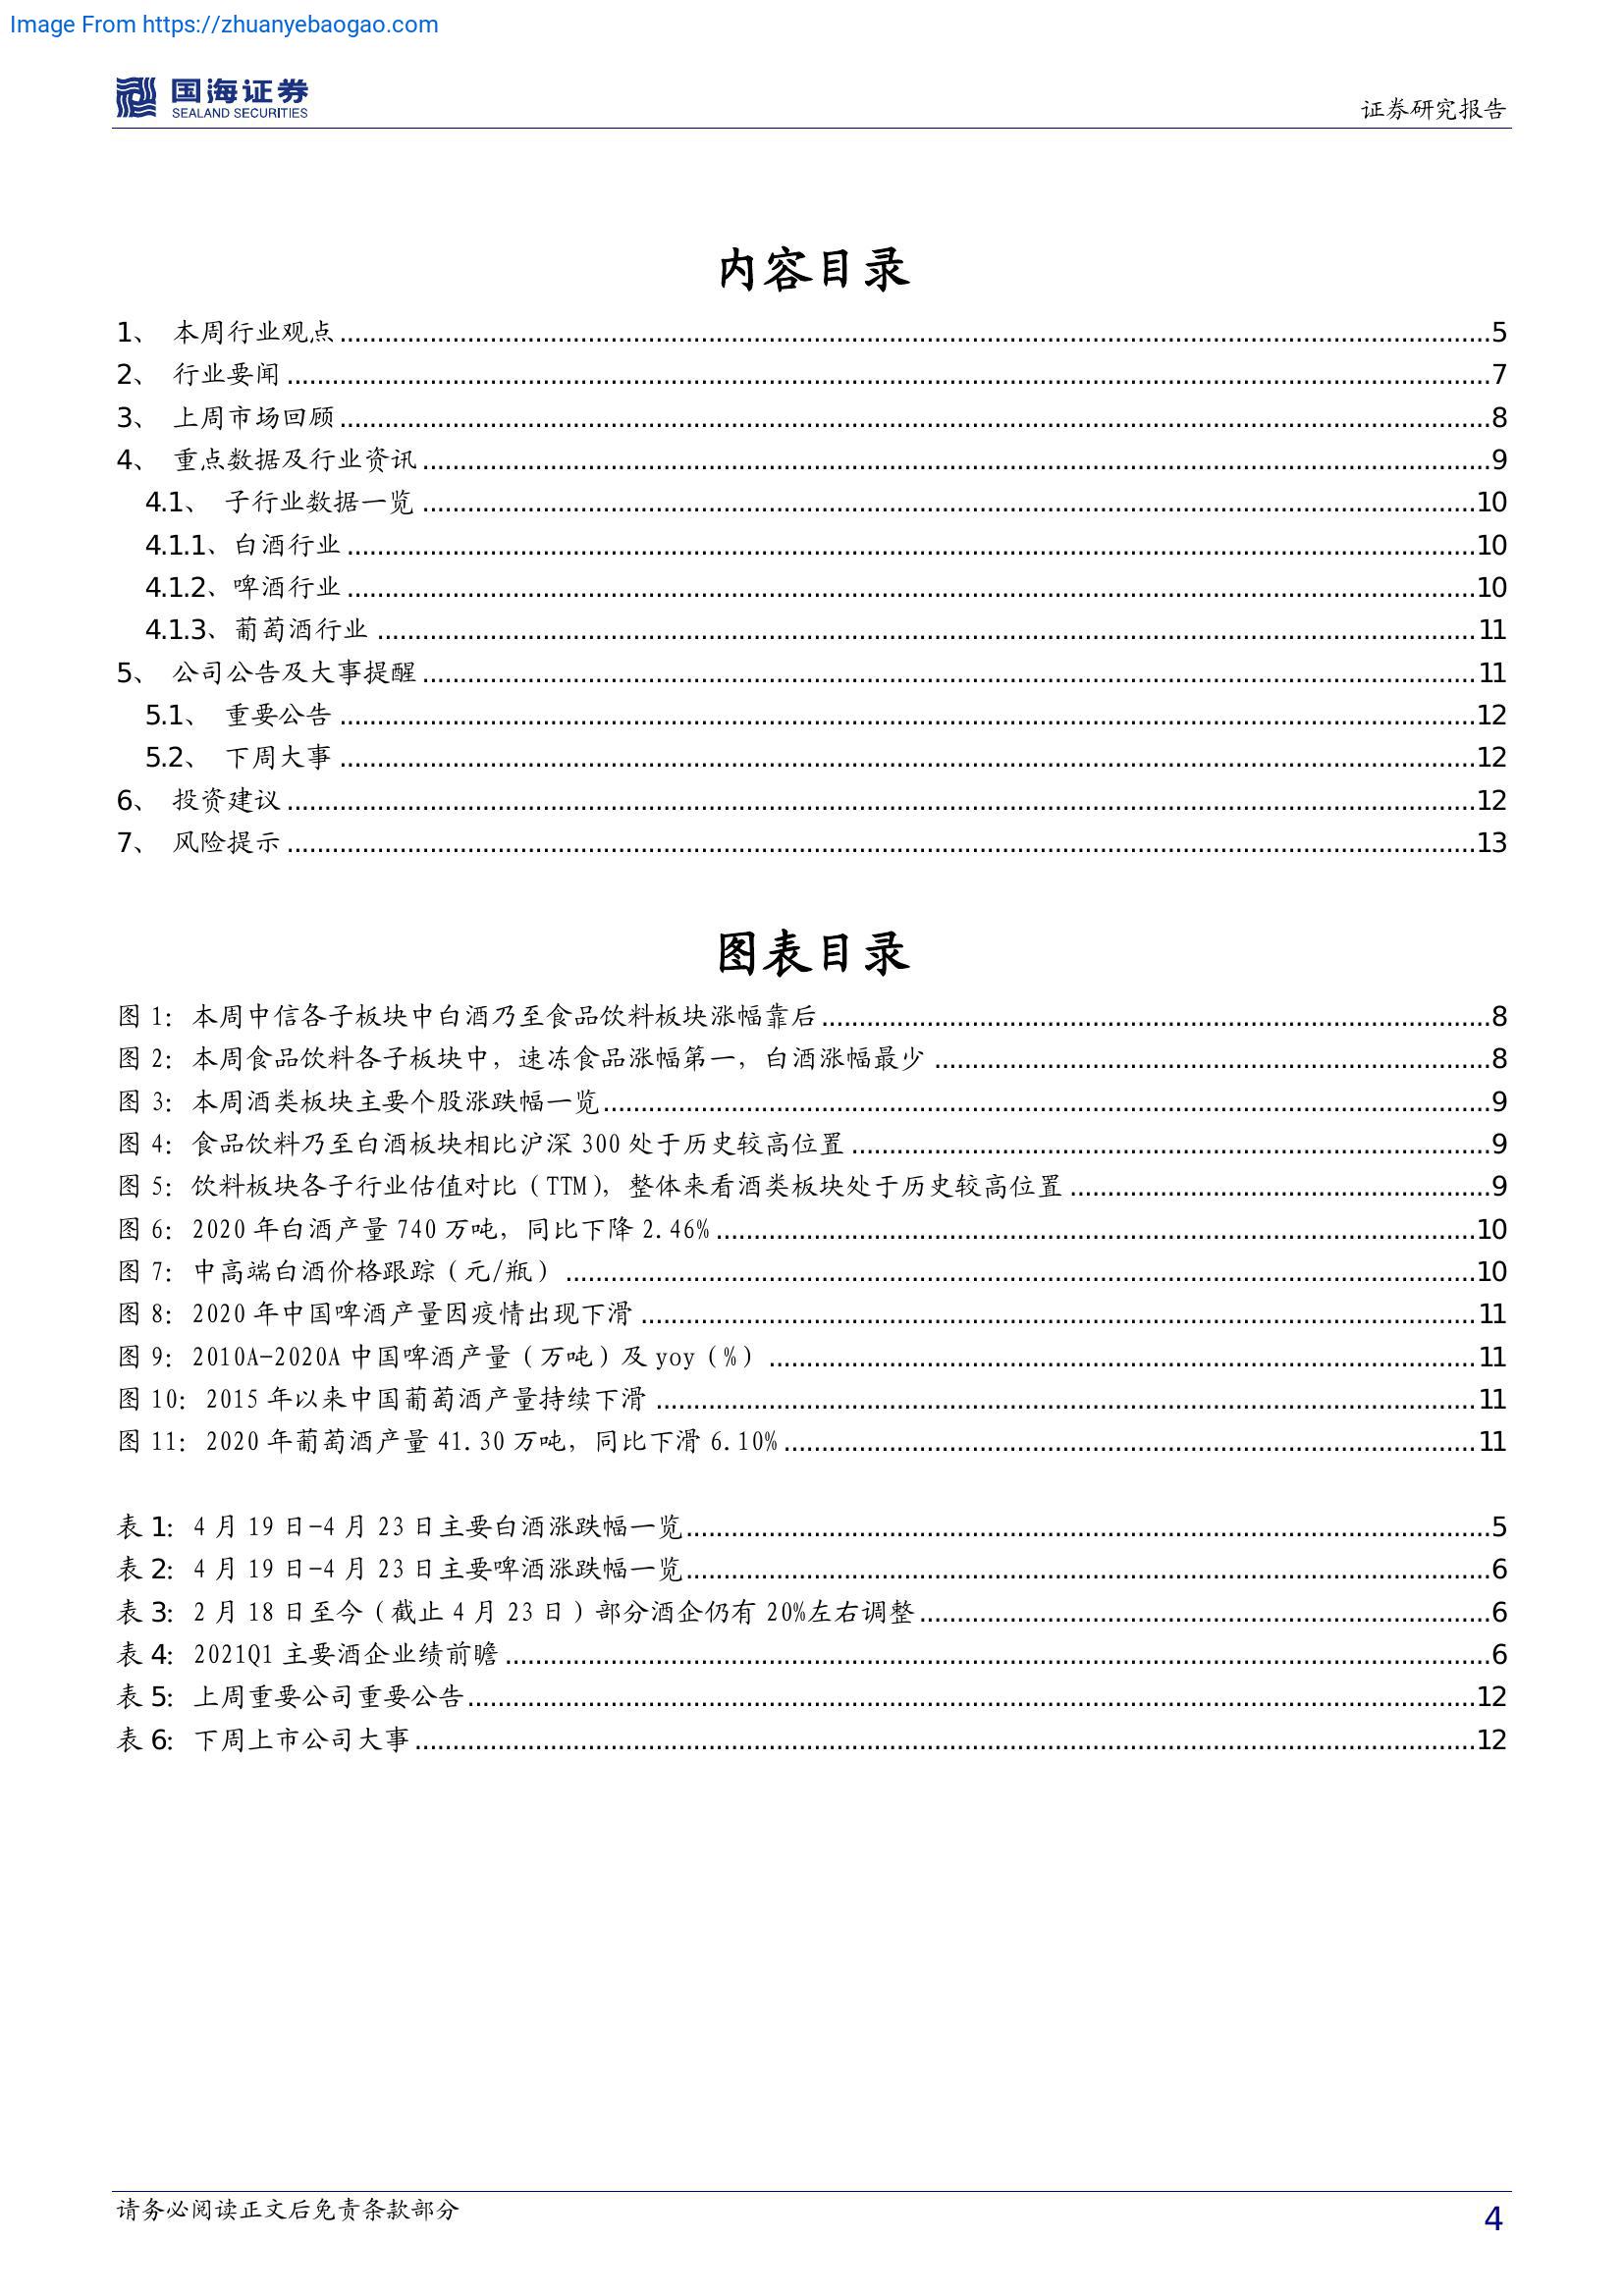 Image From https://zhuanyebaogao.com
国海证券
SEALAND SECURITIES
证券研究报告
内容目录
1、 本周行业观点 5
2、 行业要闻 7
3、 上周市场回顾 8
4、 重点数据及行业资讯 9
4.1、 子行业数据一览 10
4.1.1、白酒行业 10
4.1.2、啤酒行业 10
4.1.3、葡萄酒行业 11
5、 公司公告及大事提醒 11
5.1、 重要公告 12
5.2、 下周大事 12
6、 投资建议 12
7、 风险提示 13
图表目录
图 1：本周中信各子板块中白酒乃至食品饮料板块涨幅靠后 8
图 2：本周食品饮料各子板块中，速冻食品涨幅第一，白酒涨幅最少 8
图 3：本周酒类板块主要个股涨跌幅一览 9
图 4：食品饮料乃至白酒板块相比沪深 300 处于历史较高位置 9
图 5：饮料板块各子行业估值对比（TTM），整体来看酒类板块处于历史较高位置 9
图 6：2020 年白酒产量 740 万吨，同比下降 2.46% 10
图 7：中高端白酒价格跟踪（元/瓶） 10
图 8：2020 年中国啤酒产量因疫情出现下滑 11
图 9：2010A-2020A 中国啤酒产量（万吨）及 yoy（%） 11
图 10：2015 年以来中国葡萄酒产量持续下滑 11
图 11：2020 年葡萄酒产量 41.30 万吨，同比下滑 6.10% 11
表 1：4 月 19 日-4 月 23 日主要白酒涨跌幅一览 5
表 2：4 月 19 日-4 月 23 日主要啤酒涨跌幅一览 6
表 3：2 月 18 日至今（截止 4 月 23 日）部分酒企仍有 20%左右调整 6
表 4：2021Q1 主要酒企业绩前瞻 6
表 5：上周重要公司重要公告 12
表 6：下周上市公司大事 12
请务必阅读正文后免责条款部分
4